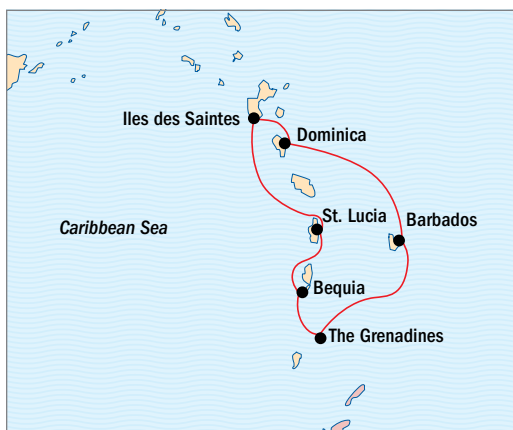 Iles des Saintes
Dominica
St. Lucia
Barbados
Caribbean Sea
Bequia
The Grenadines